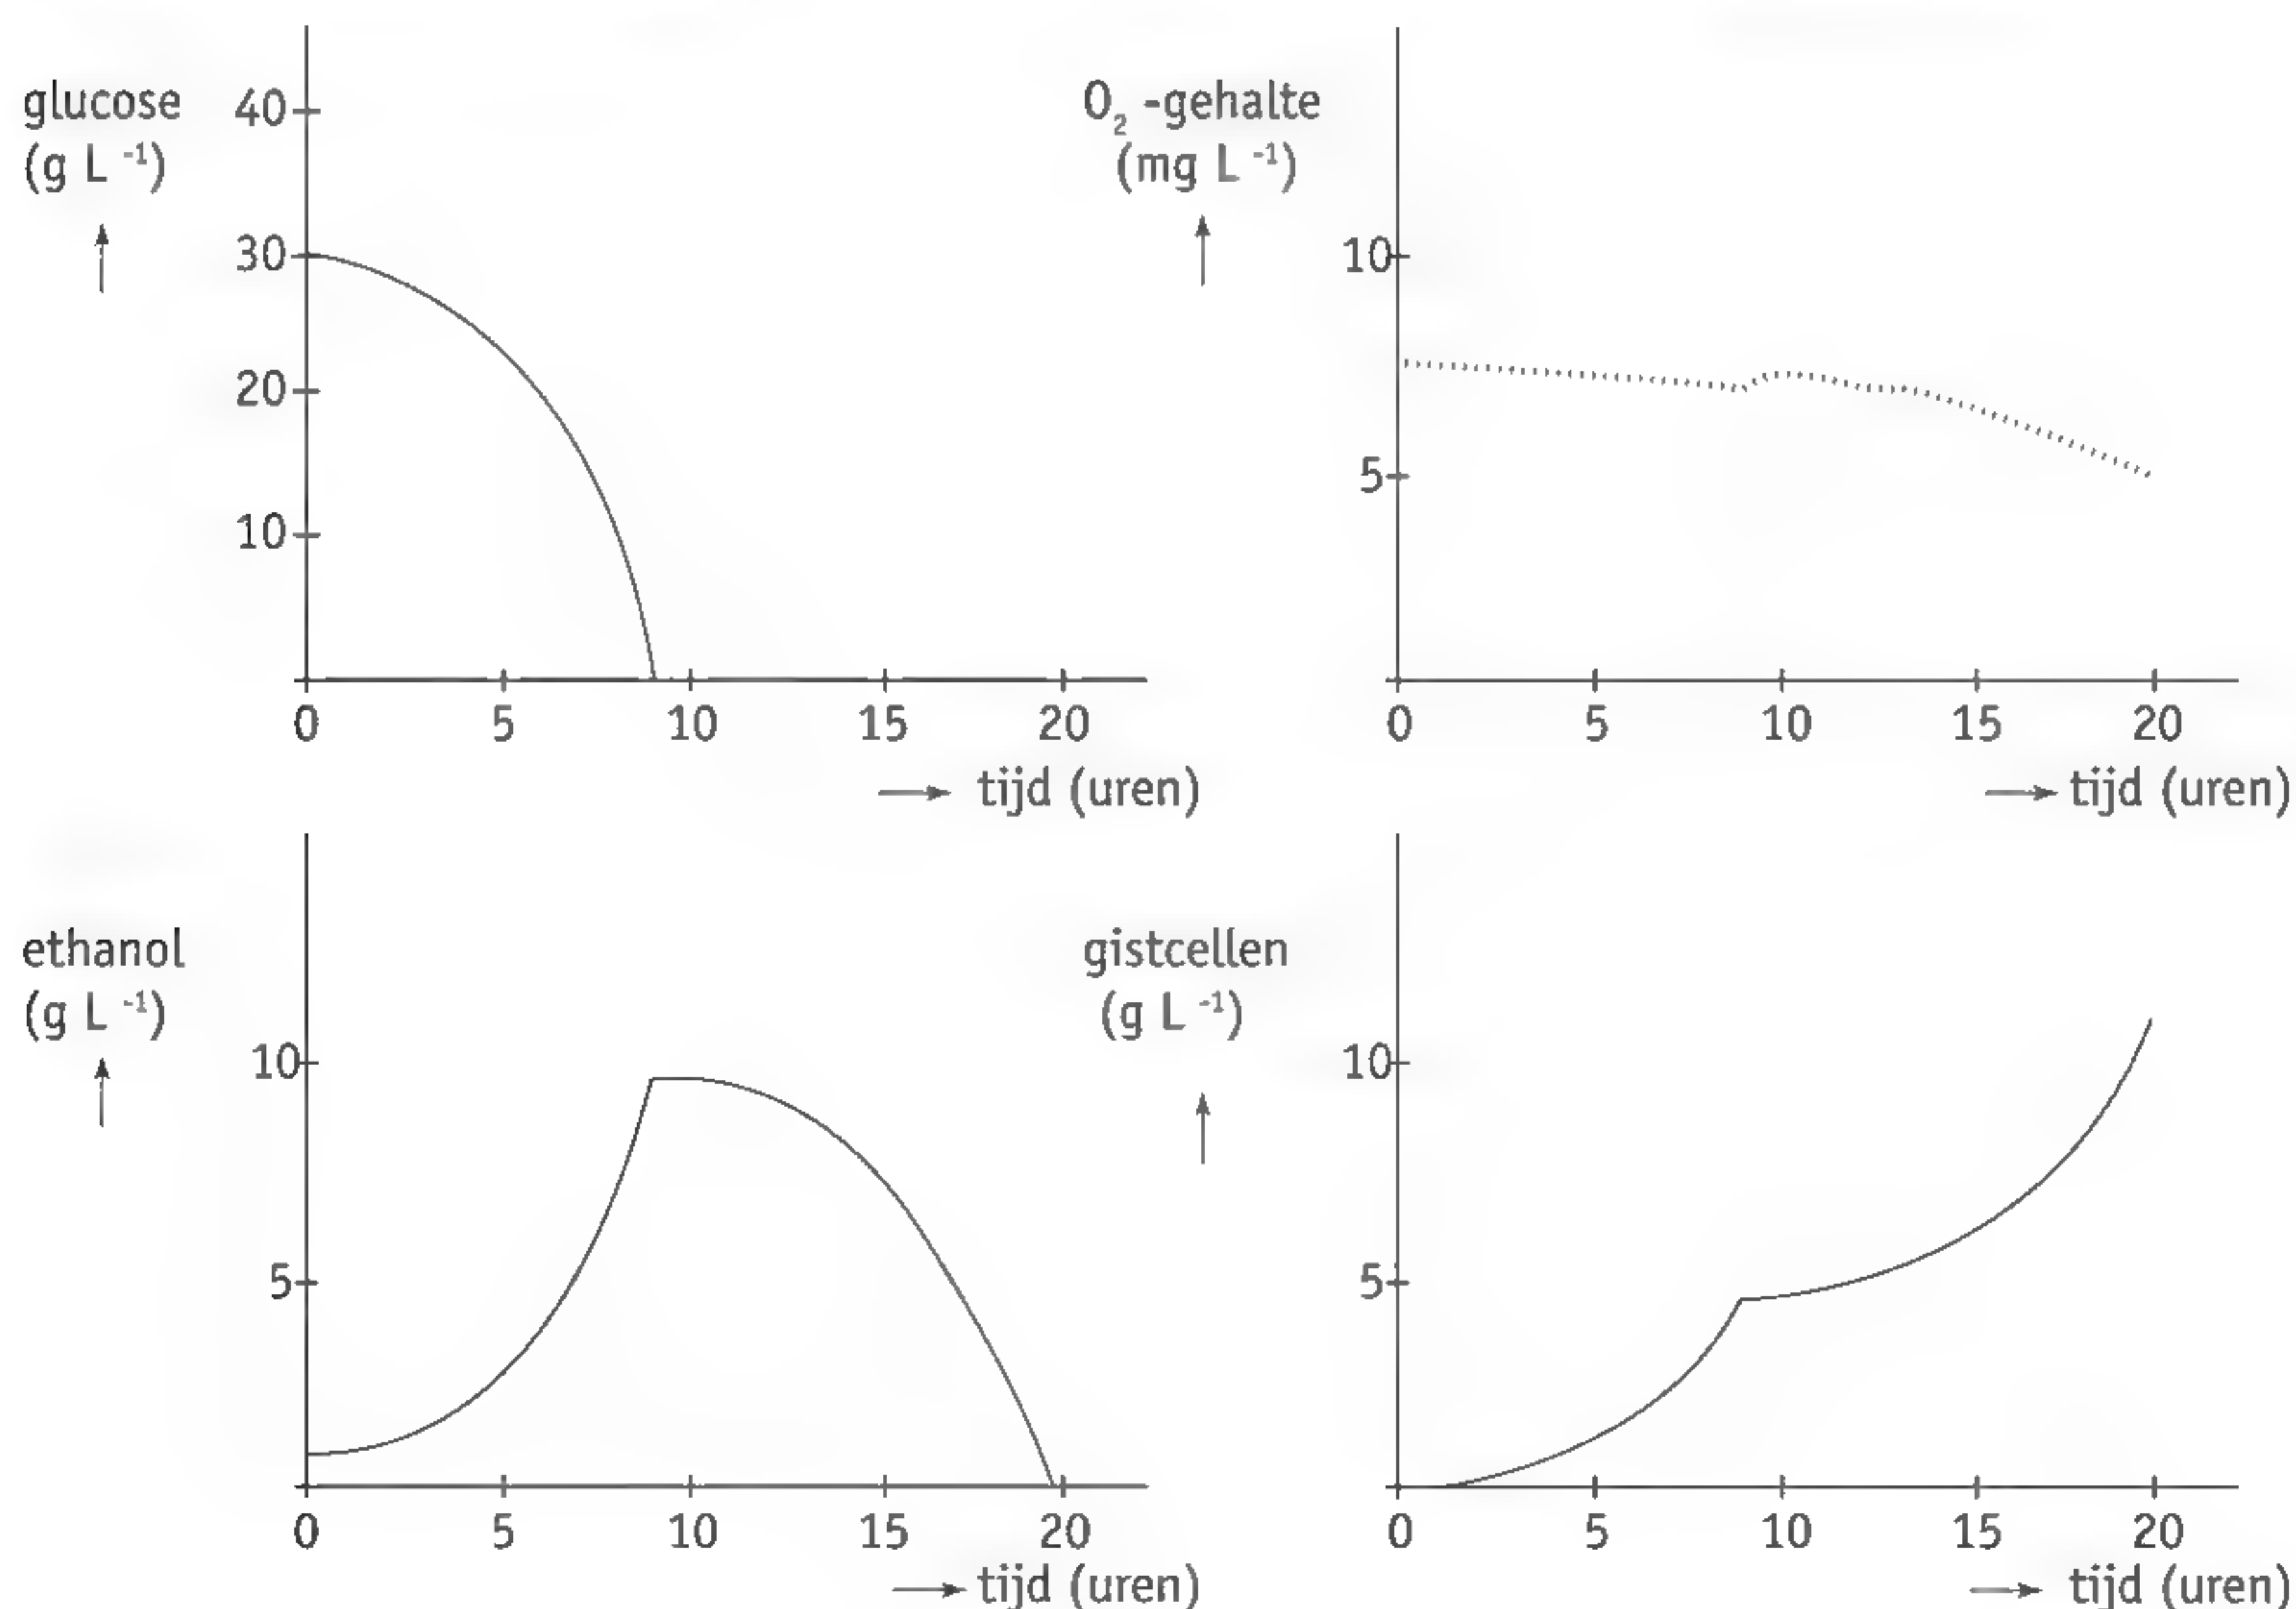 glucose
(g L⁻¹)
40
30
20
10
0 5 10 15 20
tijd (uren)
O₂ -gehalte
(mg L⁻¹)
10
5
0 5 10 15 20
tijd (uren)
ethanol
(g L⁻¹)
10
5
0 5 10 15 20
tijd (uren)
gistcellen
(g L⁻¹)
10
5
0 5 10 15 20
tijd (uren)